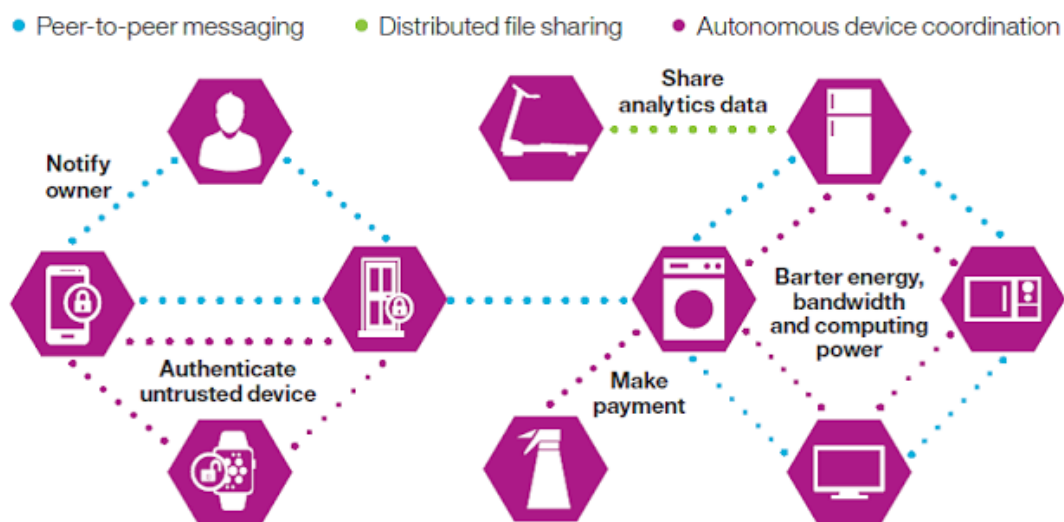 Peer-to-peer messaging
Distributed file sharing
Autonomous device coordination
Share
analytics data
Notify
owner
Barter energy,
bandwidth
and computing
power
Authenticate
untrusted device
Make
payment